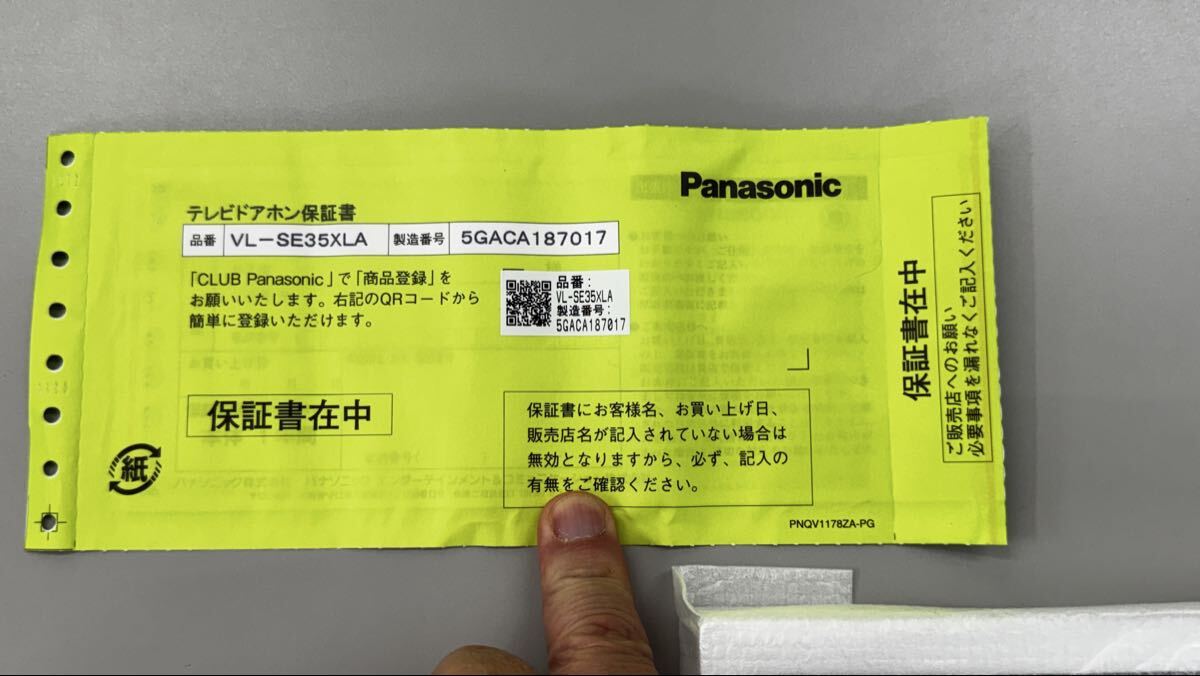 Panasonic
テレビドアホン保証書
品番 VL-SE35XLA 製造番号 5GACA187017
「CLUB Panasonic」で「商品登録」を
お願いいたします。右記のQRコードから
簡単に登録いただけます。
品番:
VL-SE35XLA
製造番号:
5GACA187017
保証書在中
保証書にお客様名、お買い上げ日、
販売店名が記入されていない場合は
無効となりますから、必ず、記入の
有無をご確認ください。
紙
PNQV1178ZA-PG
保証書在中
ご販売店へのお願い
必要事項を漏れなくご記入ください